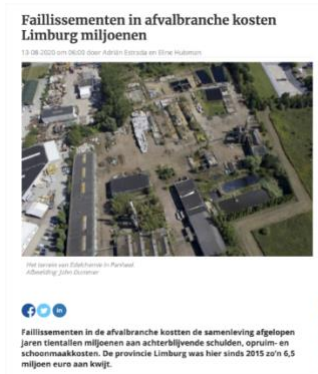 Faillissementen in afvalbranche kosten
Limburg miljoenen
13-08-2020 om 06:00 door Adrián Estrada en Eline Huisman
Het terrein van Edelchemie in Panheel.
Afbeelding: John Gundlach
Faillissementen in de afvalbranche kostten de samenleving afgelopen
jaren tientallen miljoenen aan achterblijvende schulden, opruim- en
schoonmaakkosten. De provincie Limburg was hier sinds 2015 zo'n 6,5
miljoen euro aan kwijt.